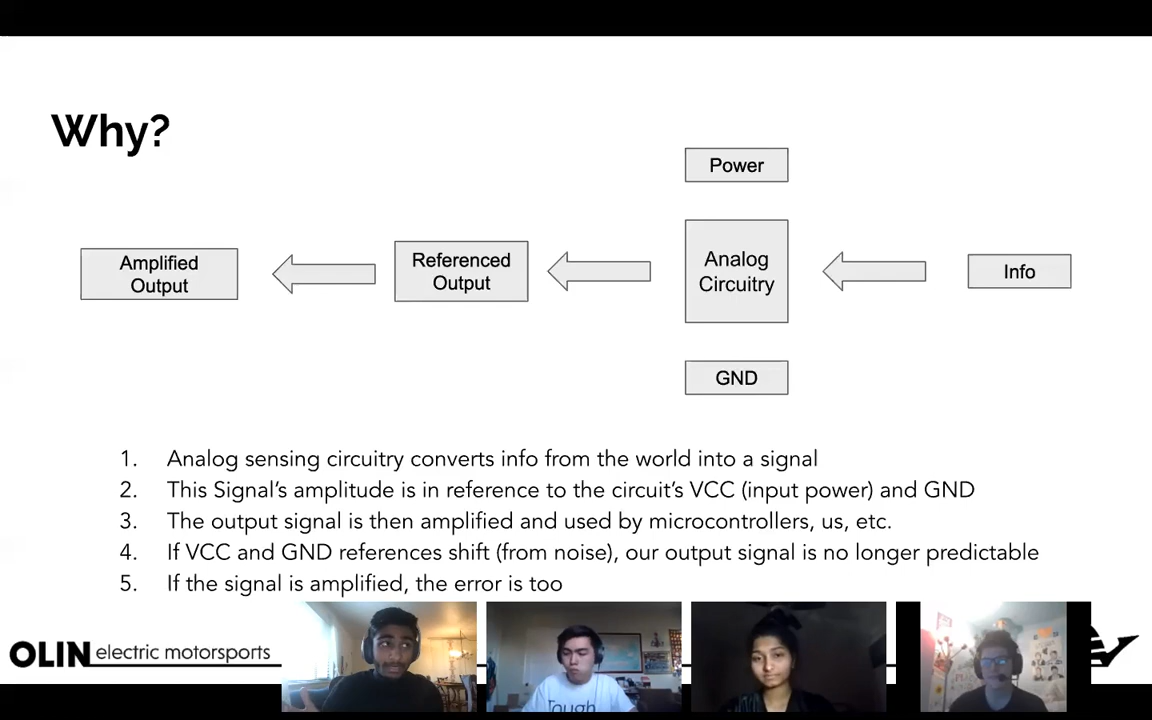 Why?
Power
Amplified
Output
Referenced
Output
Analog
Circuitry
Info
GND
1. Analog sensing circuitry converts info from the world into a signal
2. This Signal's amplitude is in reference to the circuit's VCC (input power) and GND
3. The output signal is then amplified and used by microcontrollers, us, etc.
4. If VCC and GND references shift (from noise), our output signal is no longer predictable
5. If the signal is amplified, the error is too
OLIN electric motorsports
Tough